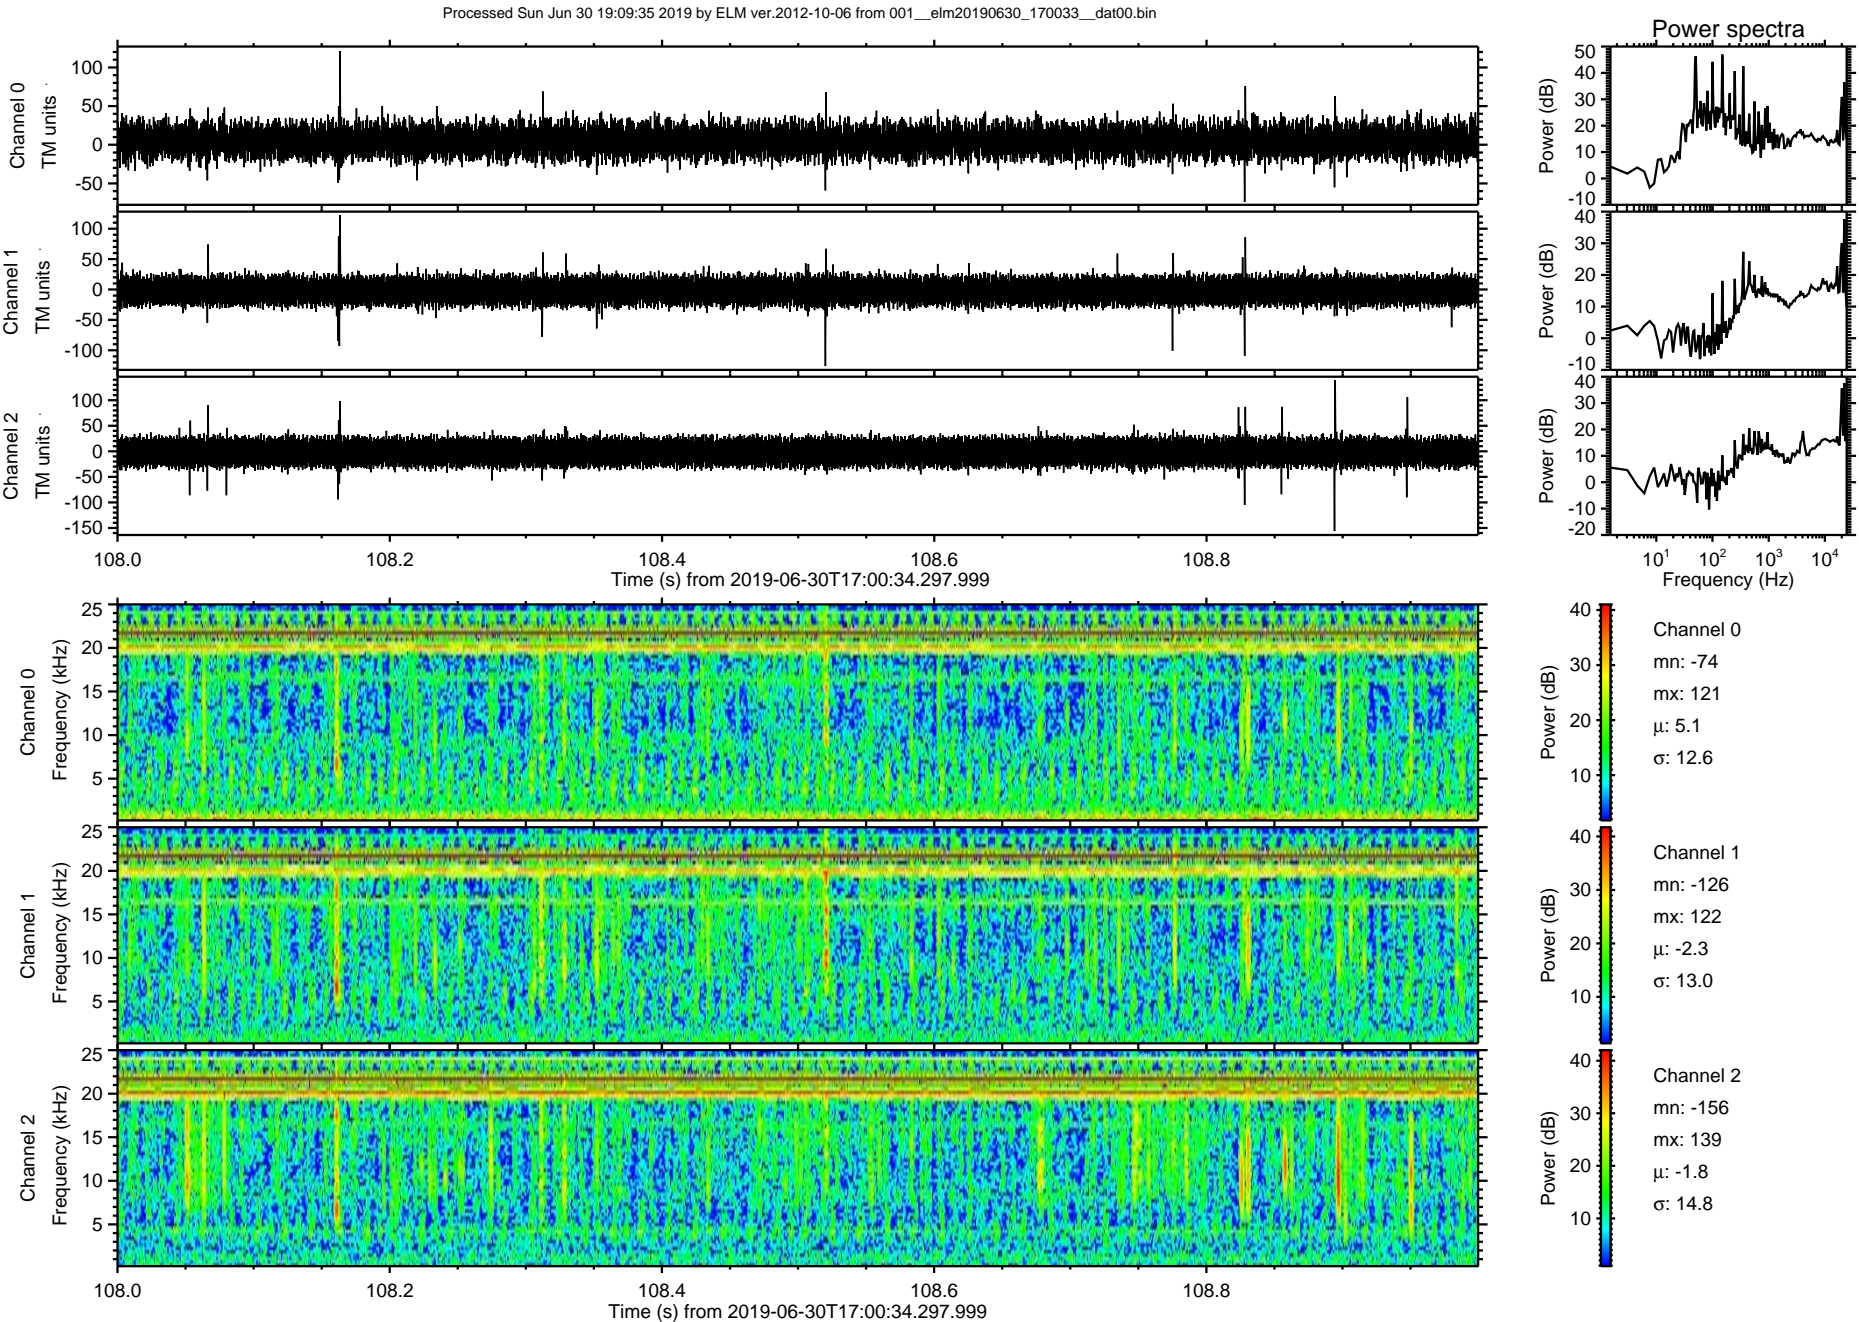 Processed Sun Jun 30 19:09:35 2019 by ELM ver.2012-10-06 from 001__elm20190630_170033__dat00.bin
Power spectra
Channel 0
TM units
100
50
0
-50
Power (dB)
50
40
30
20
10
0
-10
Channel 1
TM units
100
50
0
-50
-100
Power (dB)
40
30
20
10
0
-10
Channel 2
TM units
100
50
0
-50
-100
-150
Power (dB)
40
30
20
10
0
-10
-20
108.0 108.2 108.4 108.6 108.8
Time (s) from 2019-06-30T17:00:34.297.999
10^1 10^2 10^3 10^4
Frequency (Hz)
Channel 0
Frequency (kHz)
25
20
15
10
5
Power (dB)
40
30
20
10
Channel 0
mn: -74
mx: 121
μ: 5.1
σ: 12.6
Channel 1
Frequency (kHz)
25
20
15
10
5
Power (dB)
40
30
20
10
Channel 1
mn: -126
mx: 122
μ: -2.3
σ: 13.0
Channel 2
Frequency (kHz)
25
20
15
10
5
Power (dB)
40
30
20
10
Channel 2
mn: -156
mx: 139
μ: -1.8
σ: 14.8
108.0 108.2 108.4 108.6 108.8
Time (s) from 2019-06-30T17:00:34.297.999